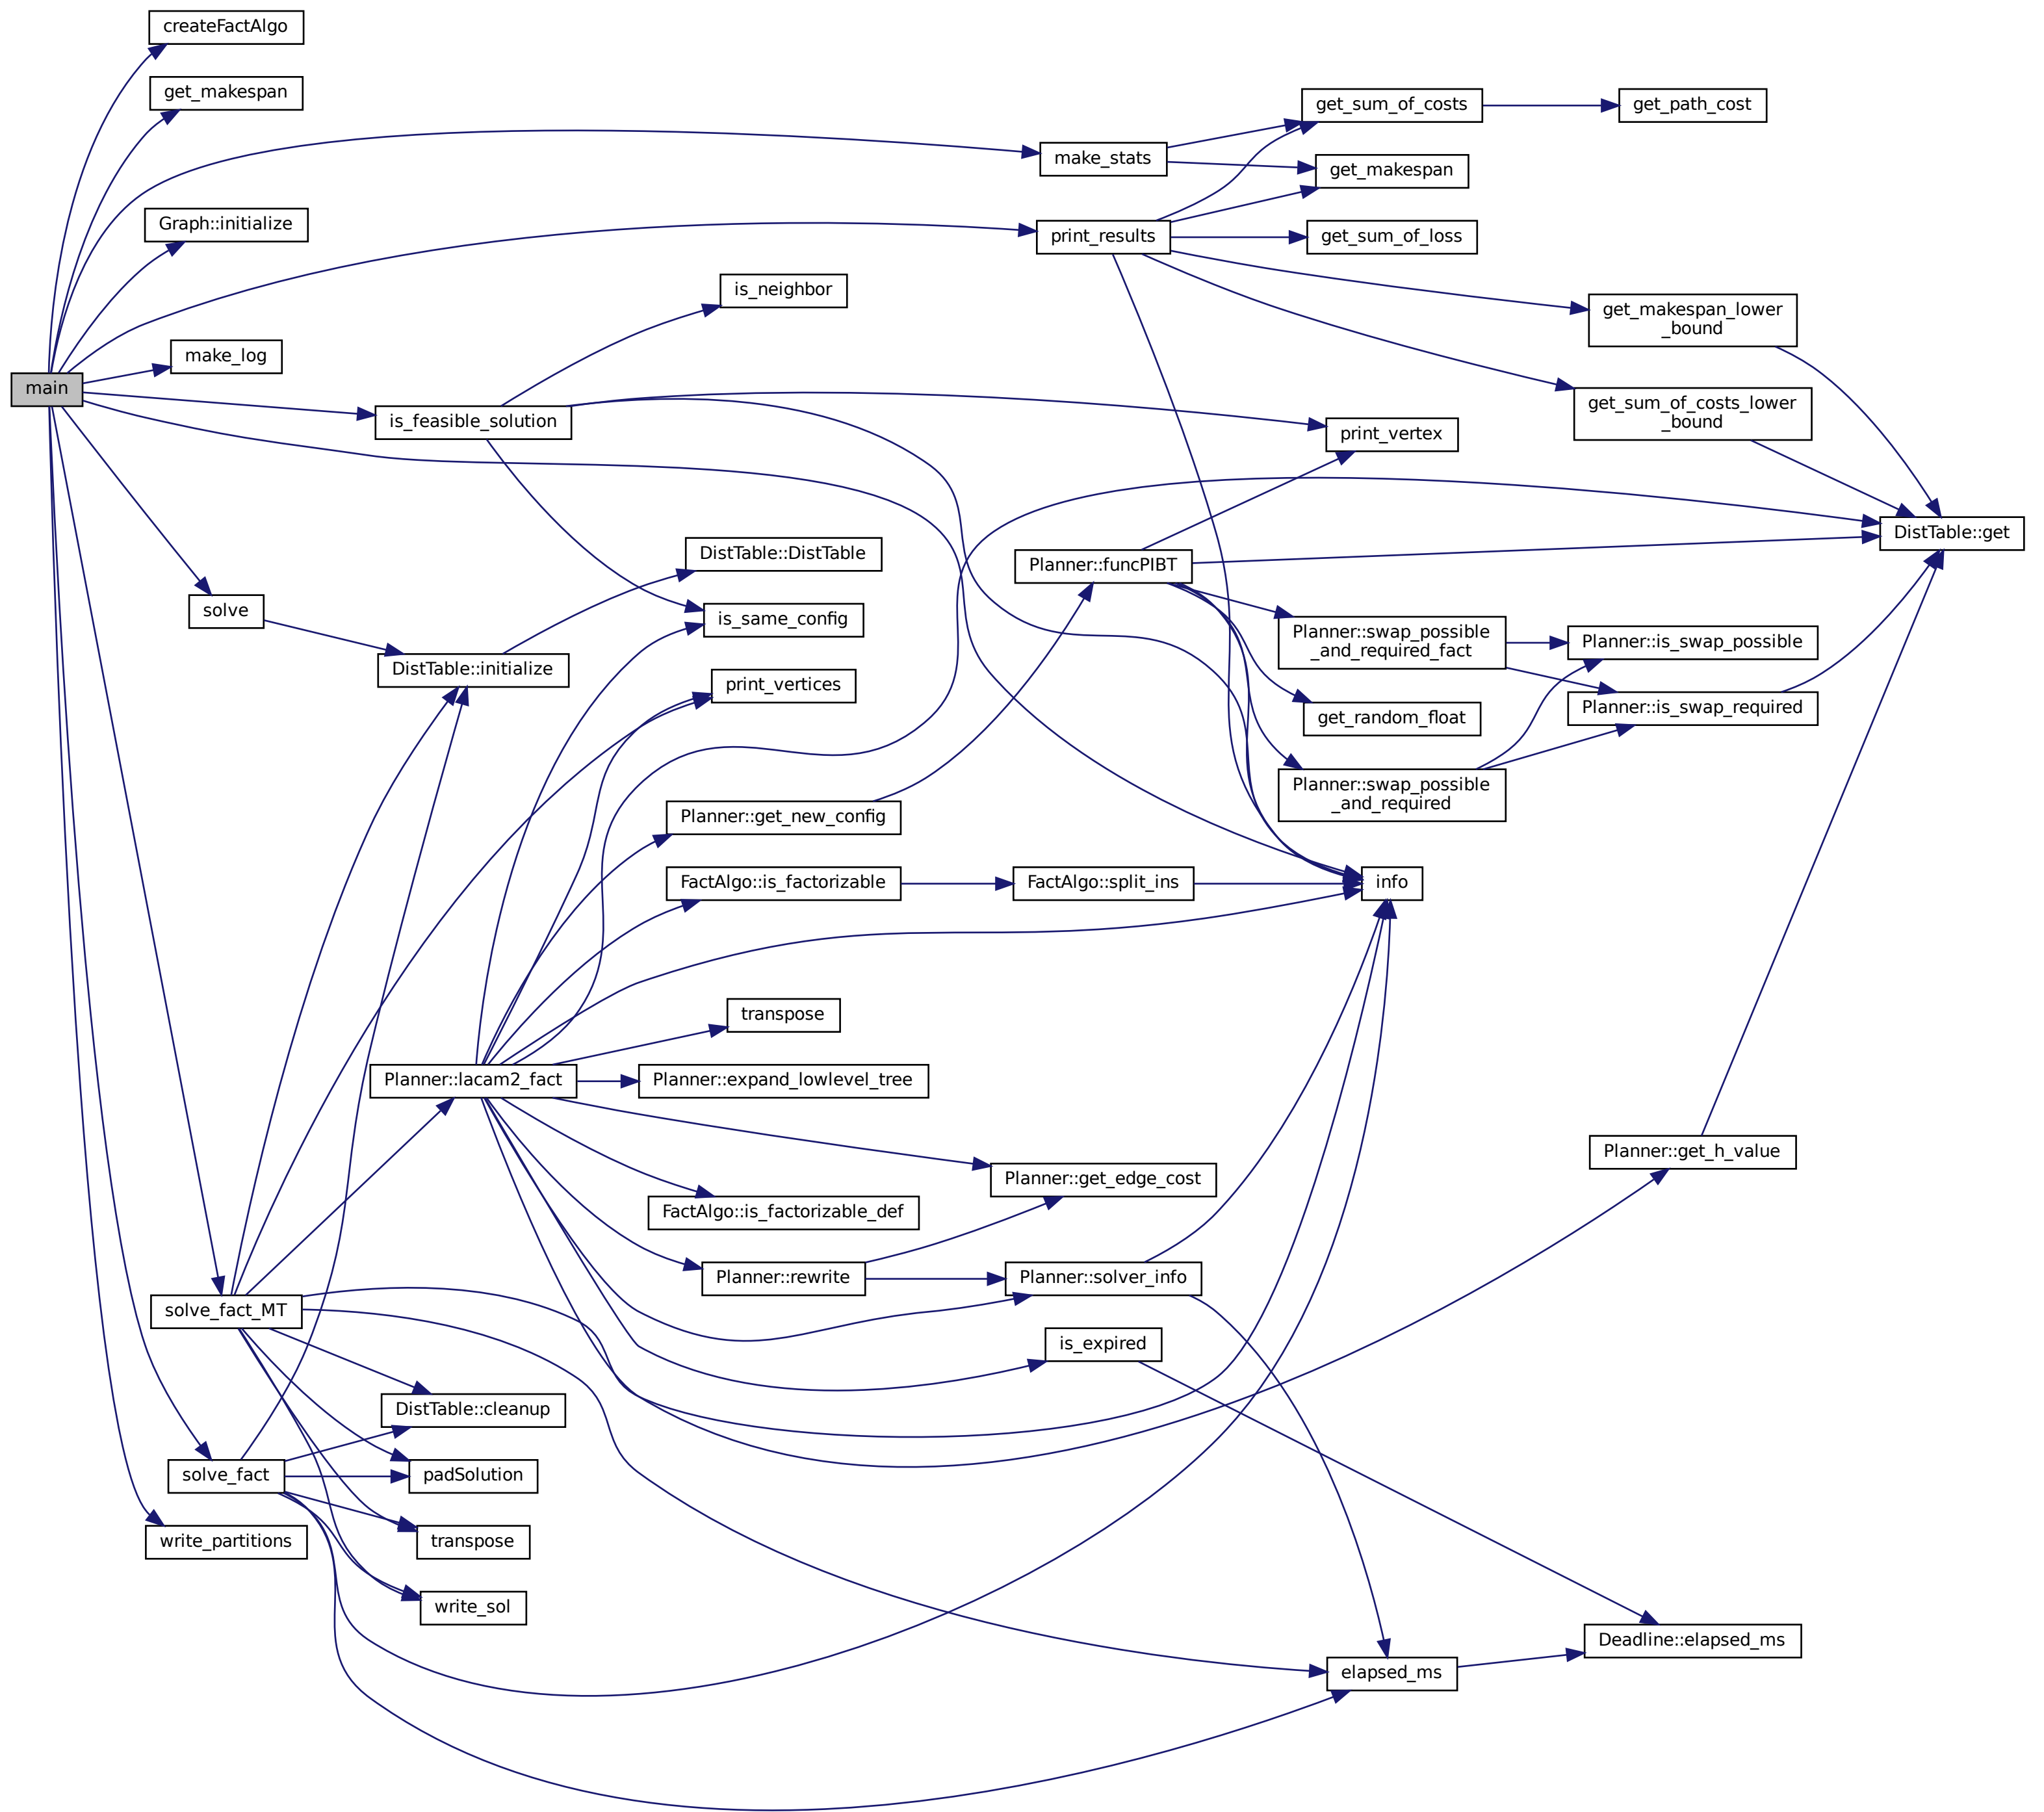 createFactAlgo
get_makespan
get_sum_of_costs
get_path_cost
make_stats
get_makespan
Graph::initialize
print_results
get_sum_of_loss
is_neighbor
get_makespan_lower
_bound
make_log
main
is_feasible_solution
get_sum_of_costs_lower
_bound
print_vertex
DistTable::get
DistTable::DistTable
Planner::funcPIBT
solve
is_same_config
Planner::swap_possible
_and_required_fact
Planner::is_swap_possible
DistTable::initialize
print_vertices
Planner::is_swap_required
get_random_float
Planner::swap_possible
_and_required
Planner::get_new_config
FactAlgo::is_factorizable
FactAlgo::split_ins
info
transpose
Planner::lacam2_fact
Planner::expand_lowlevel_tree
Planner::get_h_value
Planner::get_edge_cost
FactAlgo::is_factorizable_def
Planner::rewrite
Planner::solver_info
solve_fact_MT
is_expired
DistTable::cleanup
solve_fact
padSolution
write_partitions
transpose
write_sol
Deadline::elapsed_ms
elapsed_ms